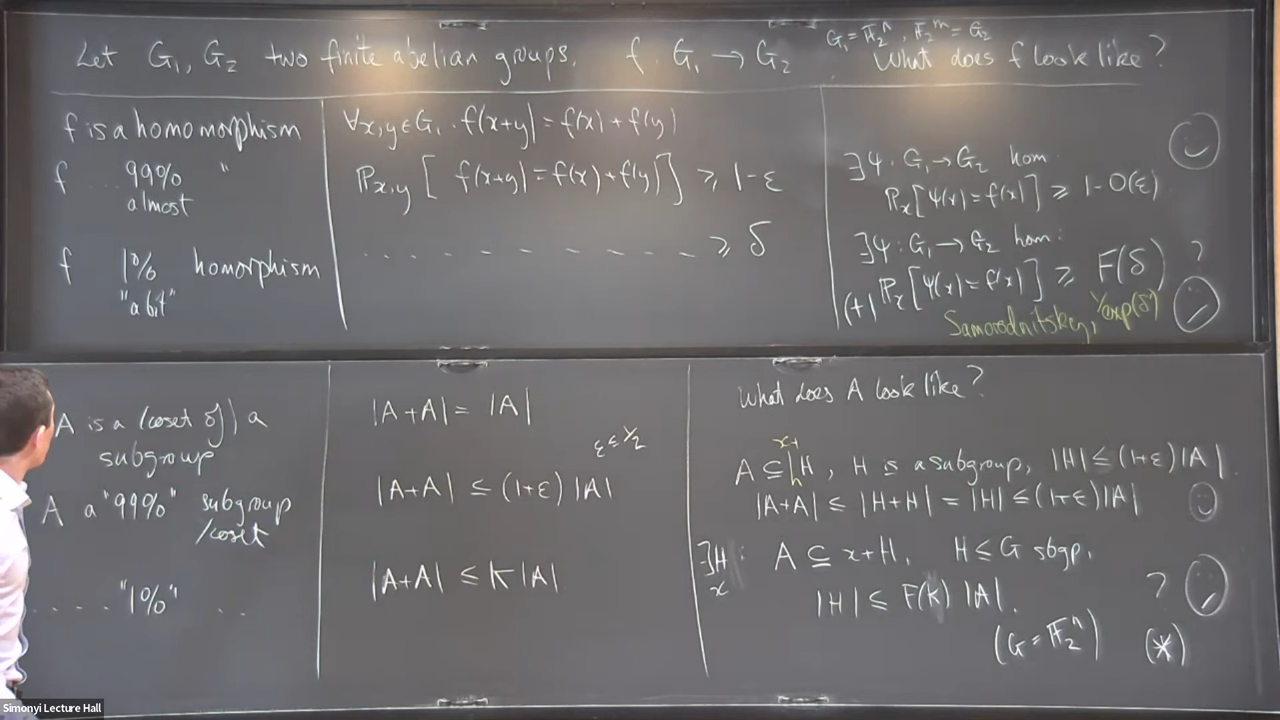 G₁ = 𝔽₂ⁿ, 𝔽₂ᵐ = G₂
Let G₁, G₂ two finite abelian groups. f: G₁ → G₂ What does f look like?
f is a homomorphism
f ... 99% "
almost
f 1% homorphism
"a bit"
∀x,y∈G₁. f(x+y) = f(x) + f(y)
ℙ_{x,y} [ f(x+y) = f(x) + f(y) ] ≥ 1-ε
. . . - - - - - - - ≥ δ
∃ψ: G₁ → G₂ hom.
ℙₓ[ψ(x) = f(x)] ≥ 1-O(ε)
∃ψ: G₁ → G₂ hom:
(+) ℙₓ[ψ(x) = f(x)] ≥ F(δ) ?
Samorodnitsky, 1/exp(δ)
A is a (coset of) a
subgroup
A a "99%" subgroup
/coset
. . . . "1%" . .
|A+A| = |A|
ε ≤ 1/2
|A+A| ≤ (1+ε)|A|
|A+A| ≤ K|A|
What does A look like?
x+
A ⊆ H, H is a subgroup, |H| ≤ (1+ε)|A|.
|A+A| ≤ |H+H| = |H| ≤ (1+ε)|A|
∃H : A ⊆ x+H, H ≤ G sbgp.
x
|H| ≤ F(K) |A|. ?
(G = 𝔽₂ⁿ) (*)
Simonyi Lecture Hall